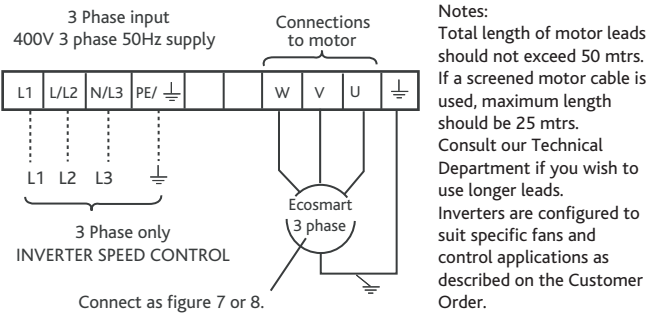 3 Phase input
400V 3 phase 50Hz supply
Connections
to motor
L1 L/L2 N/L3 PE/ W V U
L1 L2 L3
Ecosmart
3 phase
3 Phase only
INVERTER SPEED CONTROL
Connect as figure 7 or 8.
Notes:
Total length of motor leads
should not exceed 50 mtrs.
If a screened motor cable is
used, maximum length
should be 25 mtrs.
Consult our Technical
Department if you wish to
use longer leads.
Inverters are configured to
suit specific fans and
control applications as
described on the Customer
Order.